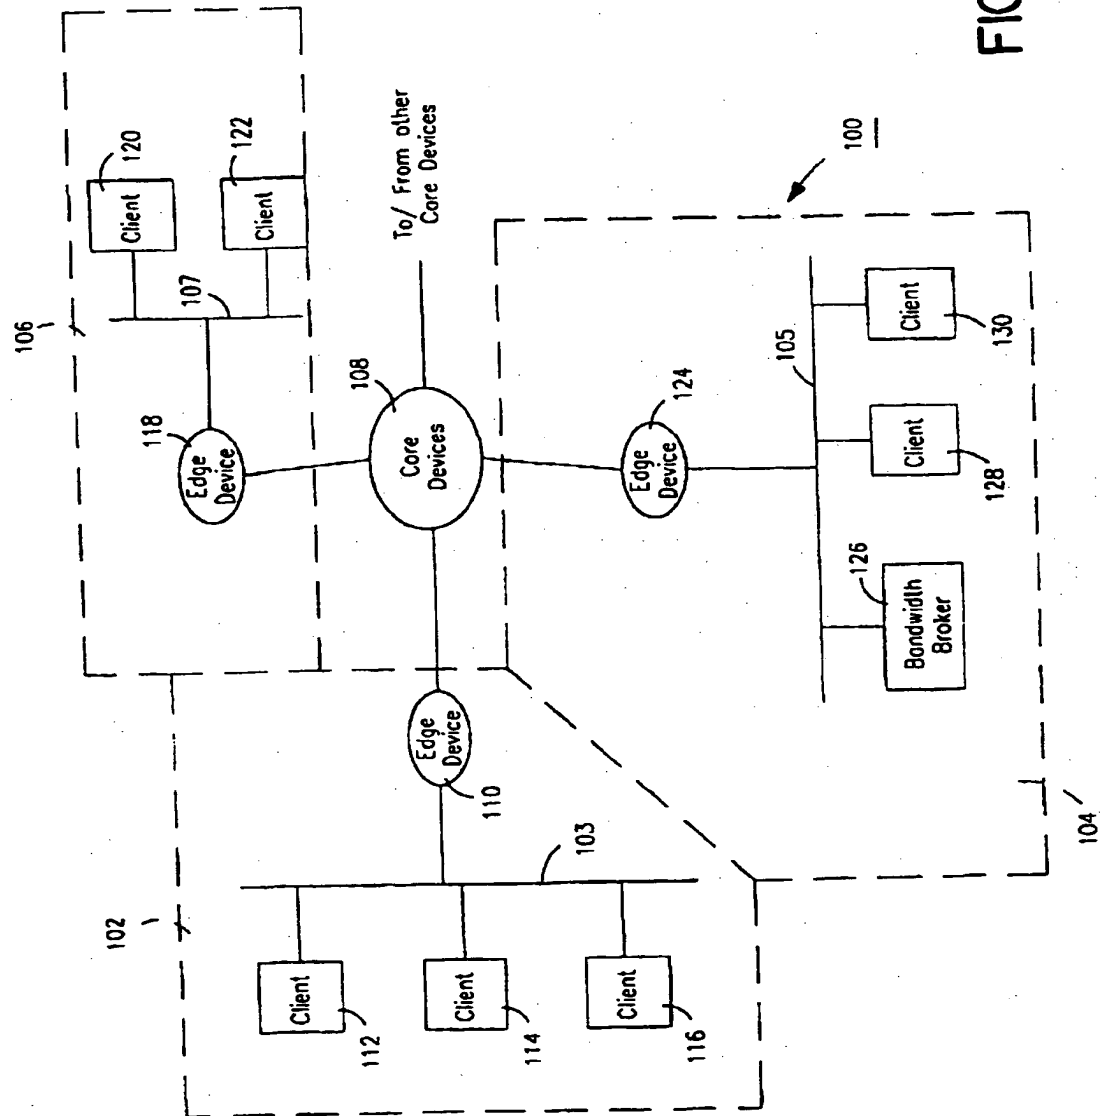 102
Client
112
Client
114
Client
116
103
Edge
Device
110
106
Edge
Device
118
107
Client
120
Client
122
Core
Devices
108
To/ From other
Core Devices
104
Edge
Device
124
105
Bandwidth
Broker
126
Client
128
Client
130
100
FIG